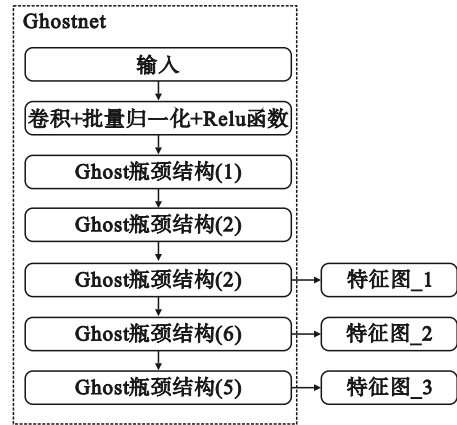 Ghostnet
输入
卷积+批量归一化+Relu函数
Ghost瓶颈结构(1)
Ghost瓶颈结构(2)
Ghost瓶颈结构(2)
特征图_1
Ghost瓶颈结构(6)
特征图_2
Ghost瓶颈结构(5)
特征图_3